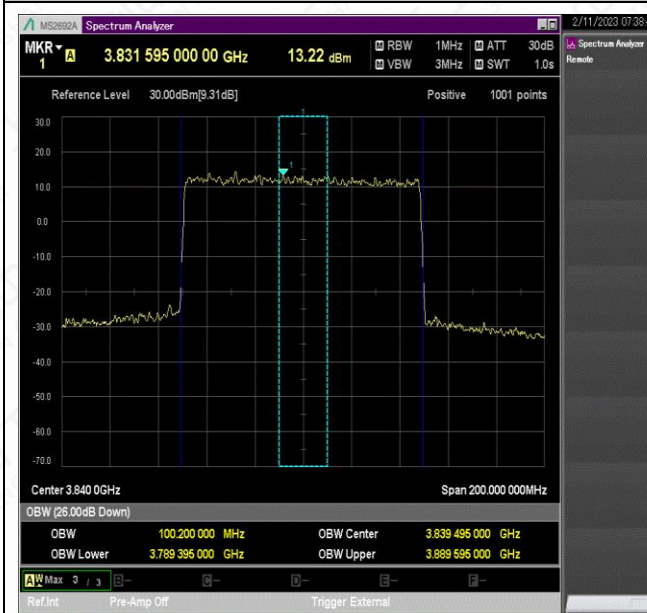 MS2692A Spectrum Analyzer
2/11/2023 07:38
MKR 1 A 3.831 595 000 00 GHz 13.22 dBm M RBW 1MHz M ATT 30dB
M VBW 3MHz M SWT 1.0s
Spectrum Analyzer
Remote
Reference Level 30.00dBm[9.31dB] Positive 1001 points
30.0
1
20.0
1
10.0
0.0
-10.0
-20.0
-30.0
-40.0
-50.0
-60.0
-70.0
Center 3.840 0GHz Span 200.000 000MHz
OBW (26.00dB Down)
OBW 100.200 000 MHz OBW Center 3.839 495 000 GHz
OBW Lower 3.789 395 000 GHz OBW Upper 3.889 595 000 GHz
A W Max 3 / 3 B- C- D- E- F-
Ref.Int Pre-Amp Off Trigger External